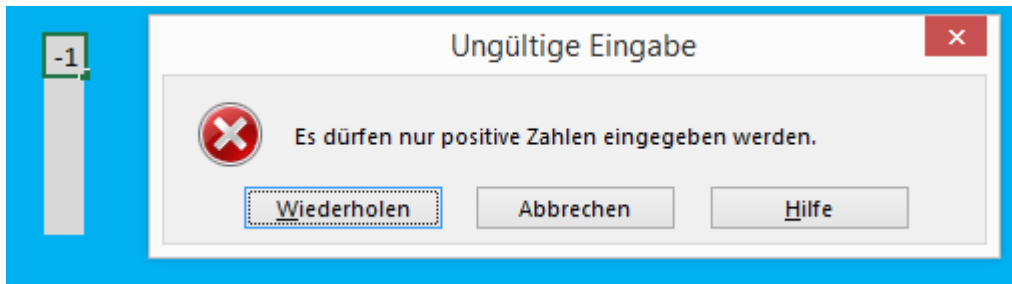 -1
Ungültige Eingabe
Es dürfen nur positive Zahlen eingegeben werden.
Wiederholen Abbrechen Hilfe